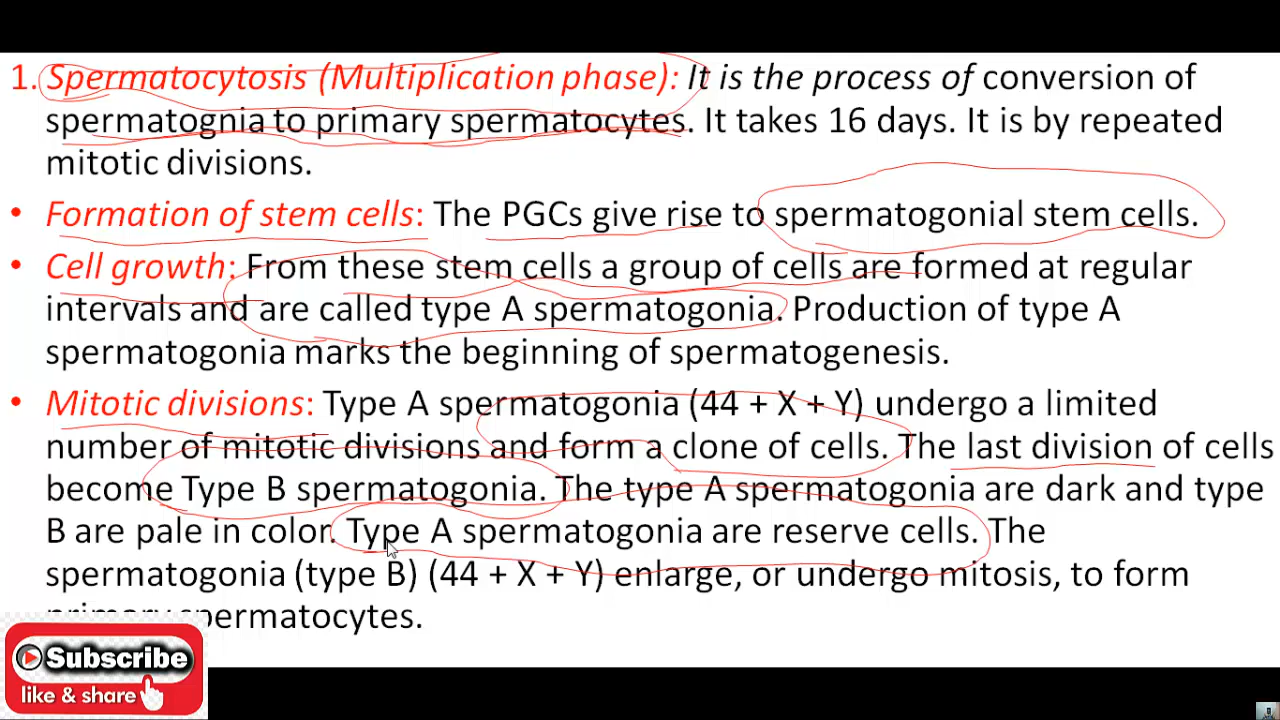 1. Spermatocytosis (Multiplication phase): It is the process of conversion of
spermatognia to primary spermatocytes. It takes 16 days. It is by repeated
mitotic divisions.
• Formation of stem cells: The PGCs give rise to spermatogonial stem cells.
• Cell growth: From these stem cells a group of cells are formed at regular
intervals and are called type A spermatogonia. Production of type A
spermatogonia marks the beginning of spermatogenesis.
• Mitotic divisions: Type A spermatogonia (44 + X + Y) undergo a limited
number of mitotic divisions and form a clone of cells. The last division of cells
become Type B spermatogonia. The type A spermatogonia are dark and type
B are pale in color. Type A spermatogonia are reserve cells. The
spermatogonia (type B) (44 + X + Y) enlarge, or undergo mitosis, to form
primary spermatocytes.
Subscribe
like & share